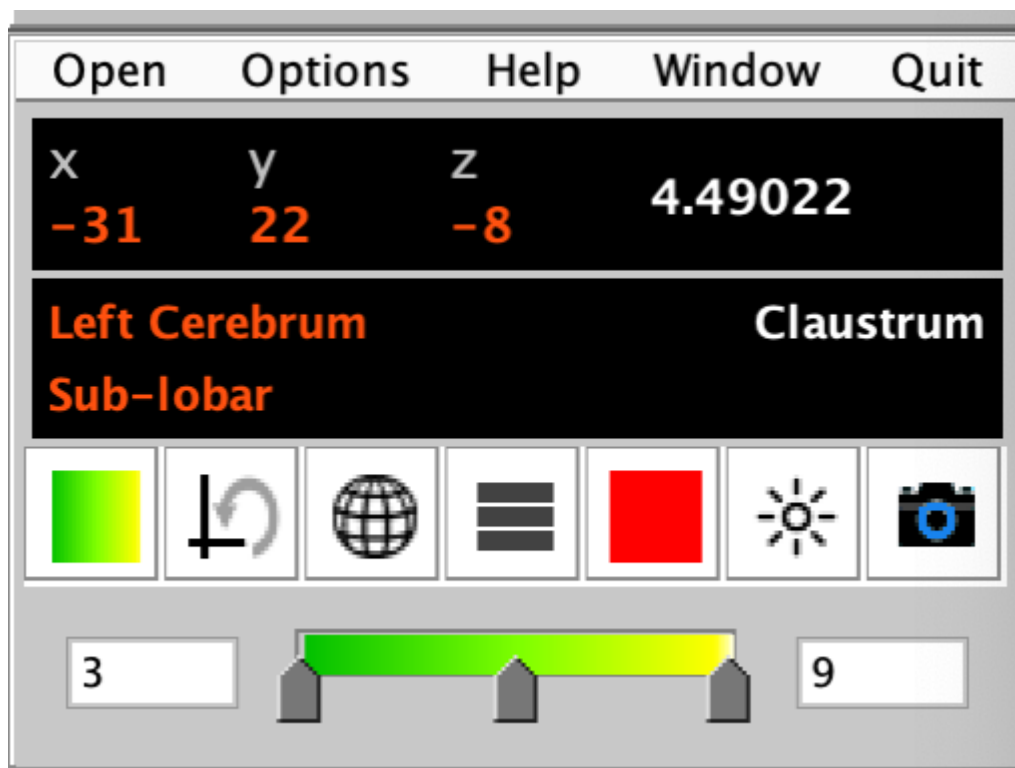 Open Options Help Window Quit
x y z
-31 22 -8 4.49022
Left Cerebrum Claustrum
Sub-lobar
3 9